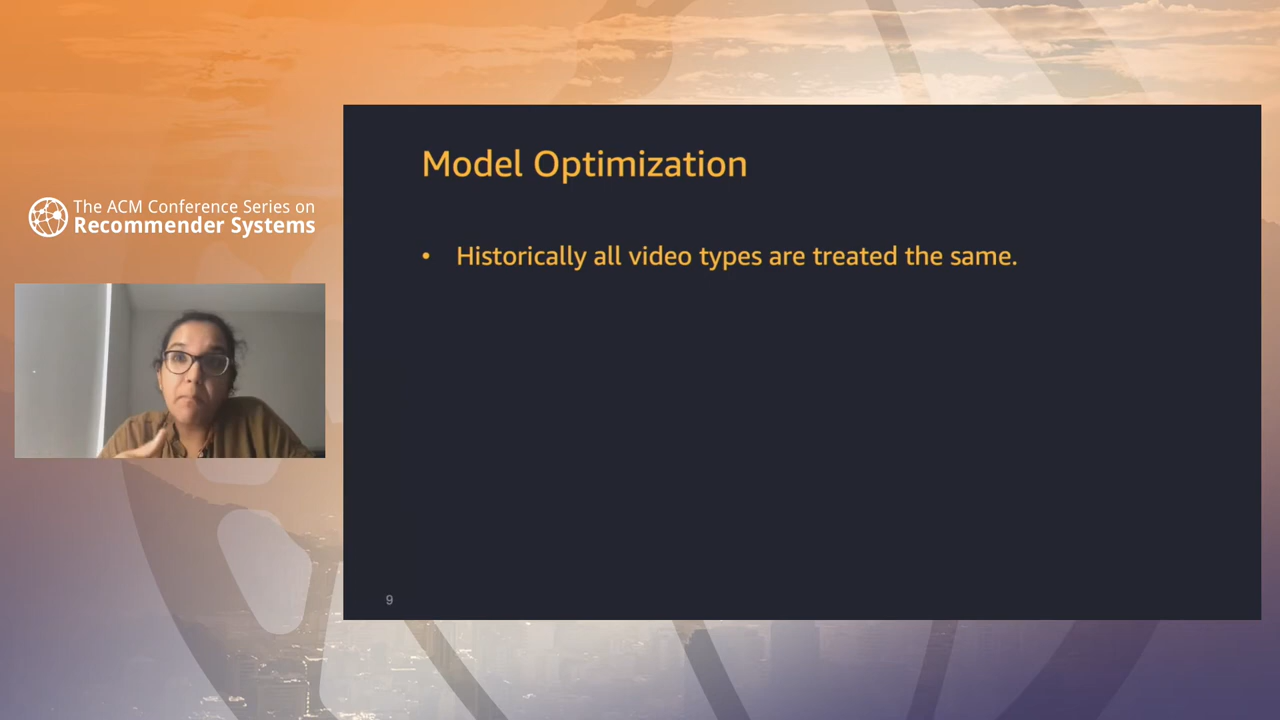 The ACM Conference Series on
Recommender Systems
Model Optimization
• Historically all video types are treated the same.
9